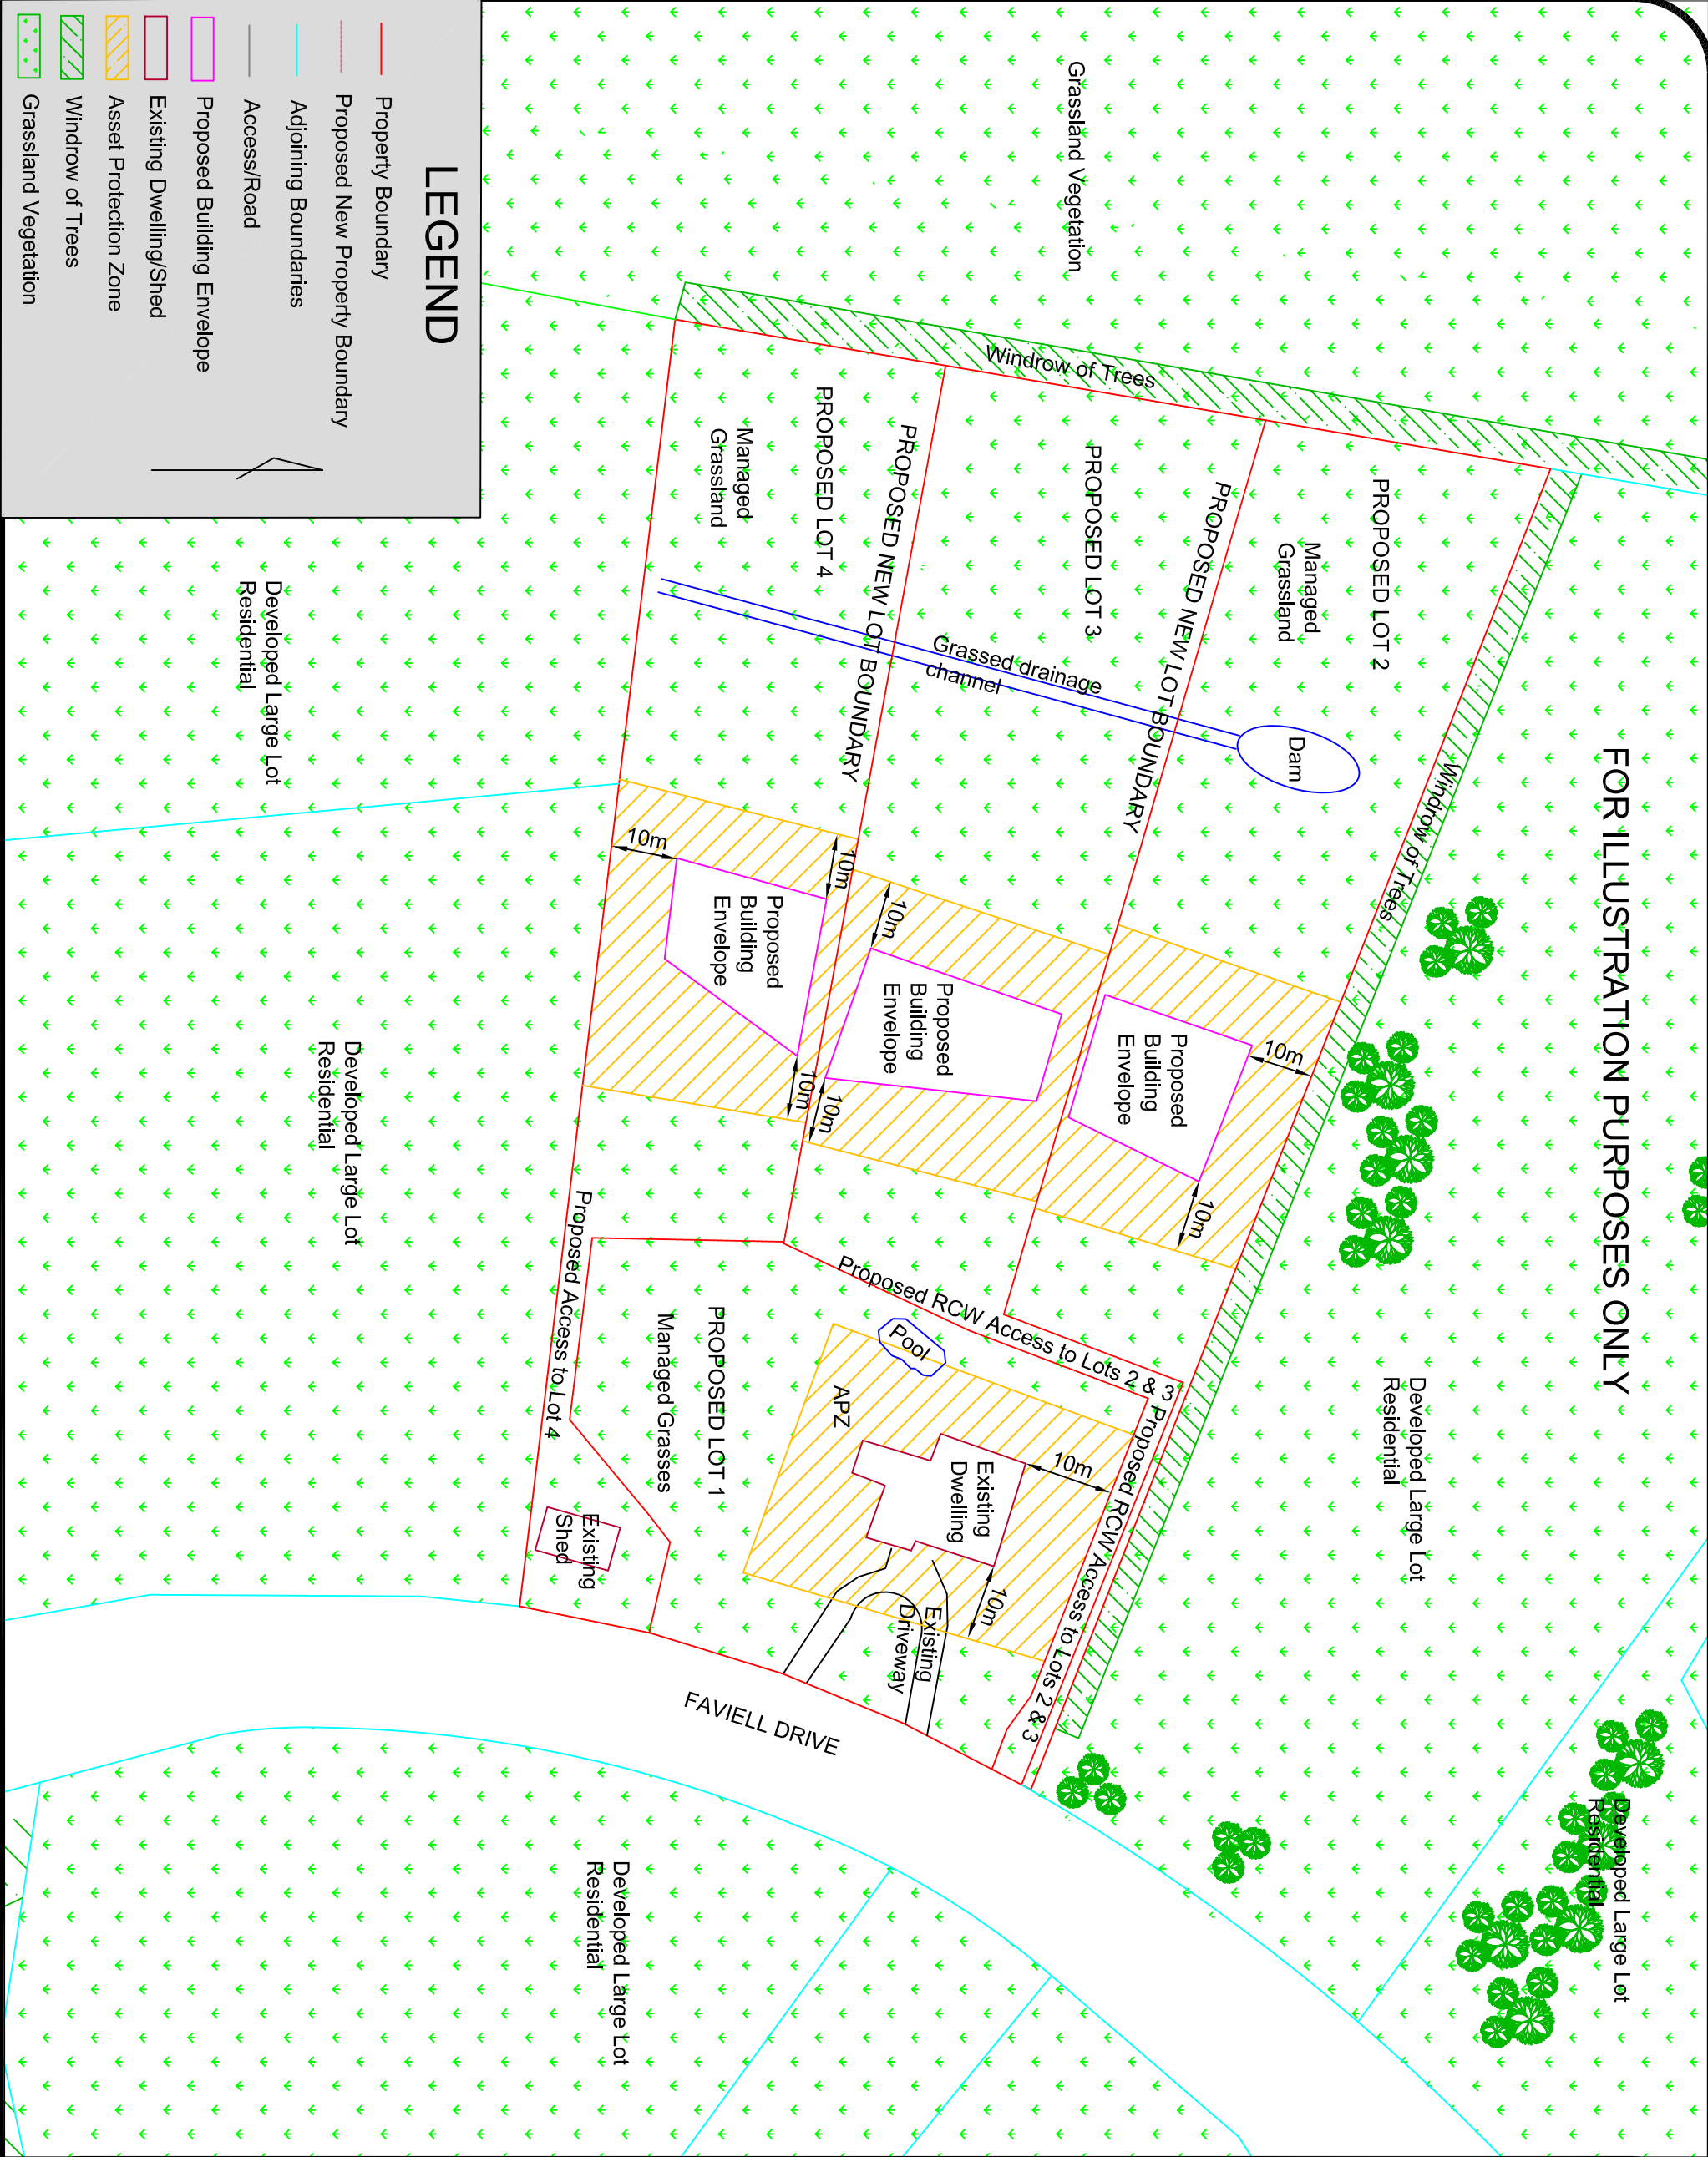 FOR ILLUSTRATION PURPOSES ONLY
Grassland Vegetation
Windrow of Trees
PROPOSED LOT 2
Managed
Grassland
Dam
Windrow of Trees
PROPOSED NEW LOT BOUNDARY
PROPOSED LOT 3
Grassed drainage
channel
PROPOSED NEW LOT BOUNDARY
PROPOSED LOT 4
Managed
Grassland
Proposed
Building
Envelope
10m
10m
Proposed
Building
Envelope
10m
10m
Proposed
Building
Envelope
10m
10m
10m
10m
Proposed RCW Access to Lots 2 & 3
Proposed RCW Access to Lots 2 & 3
Proposed Access to Lot 4
Pool
APZ
PROPOSED LOT 1
Managed Grasses
Existing
Dwelling
10m
10m
Existing
Driveway
Existing
Shed
FAVIELL DRIVE
Developed Large Lot
Residential
Developed Large Lot
Residential
Developed Large Lot
Residential
Developed Large Lot
Residential
Developed Large Lot
Residential
LEGEND
Property Boundary
Proposed New Property Boundary
Adjoining Boundaries
Access/Road
Proposed Building Envelope
Existing Dwelling/Shed
Asset Protection Zone
Windrow of Trees
Grassland Vegetation